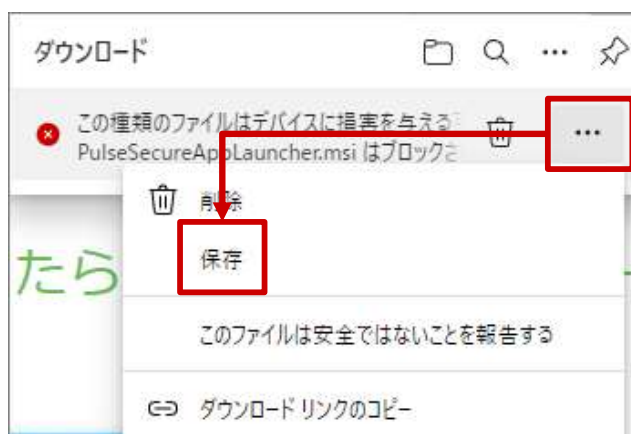 ダウンロード
この種類のファイルはデバイスに損害を与える
PulseSecureAppLauncher.msi はブロックさ
削除
保存
たら
このファイルは安全ではないことを報告する
ダウンロード リンクのコピー